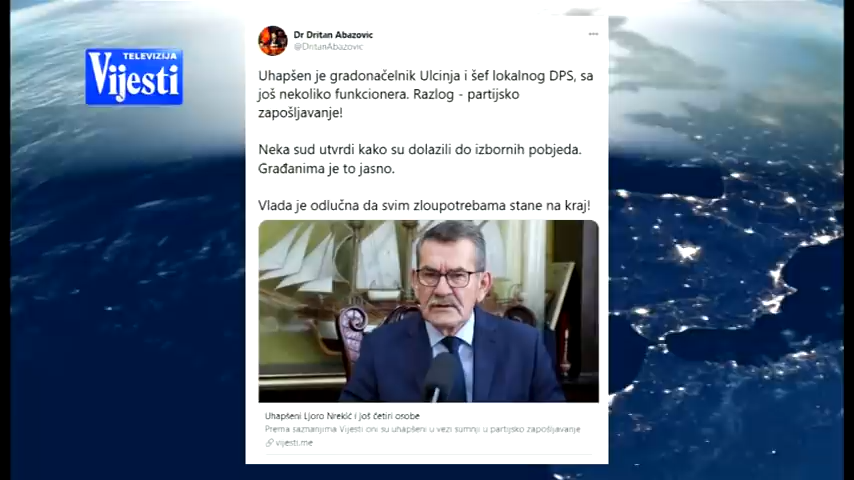 TELEVIZIJA
Vijesti
Dr Dritan Abazovic
@DritanAbazovic
Uhapšen je gradonačelnik Ulcinja i šef lokalnog DPS, sa
još nekoliko funkcionera. Razlog - partijsko
zapošljavanje!
Neka sud utvrdi kako su dolazili do izbornih pobjeda.
Građanima je to jasno.
Vlada je odlučna da svim zloupotrebama stane na kraj!
Uhapšeni Ljoro Nrekić i još četiri osobe
Prema saznanjima Vijesti oni su uhapšeni u vezi sumnji u partijsko zapošljavanje
vijesti.me